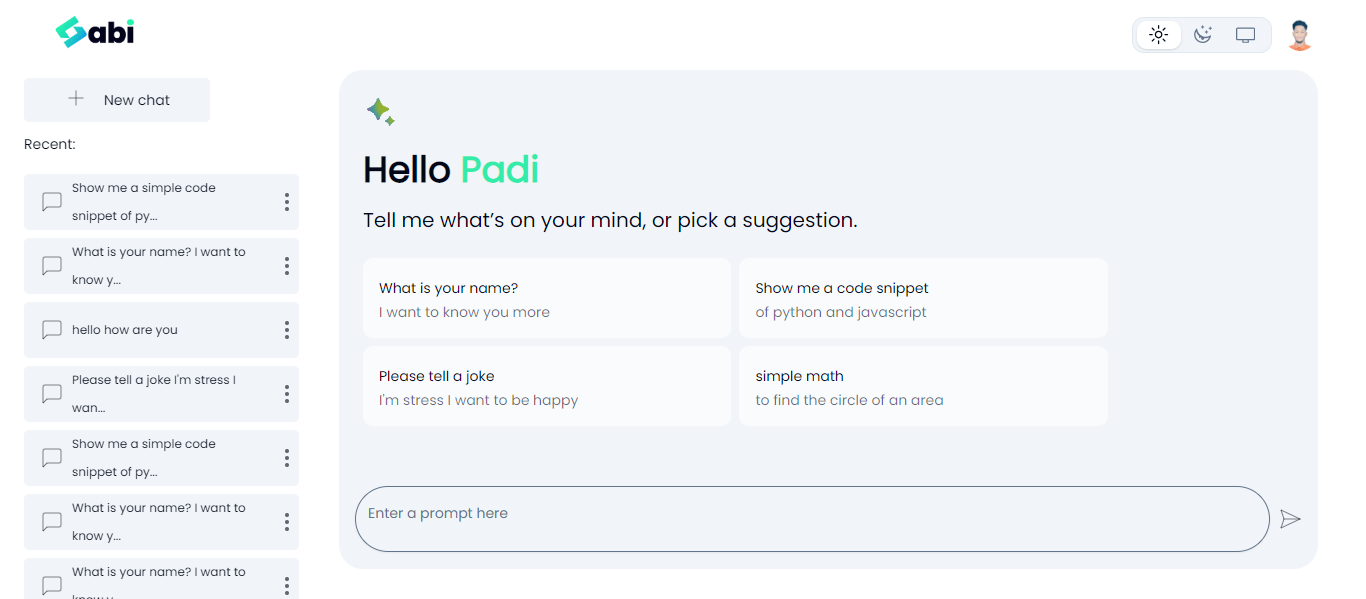 Sabi
New chat
Recent:
Show me a simple code
snippet of py...
What is your name? I want to
know y...
hello how are you
Please tell a joke I'm stress I
wan...
Show me a simple code
snippet of py...
What is your name? I want to
know y...
What is your name? I want to
know y...
Hello Padi
Tell me what’s on your mind, or pick a suggestion.
What is your name?
I want to know you more
Show me a code snippet
of python and javascript
Please tell a joke
I'm stress I want to be happy
simple math
to find the circle of an area
Enter a prompt here